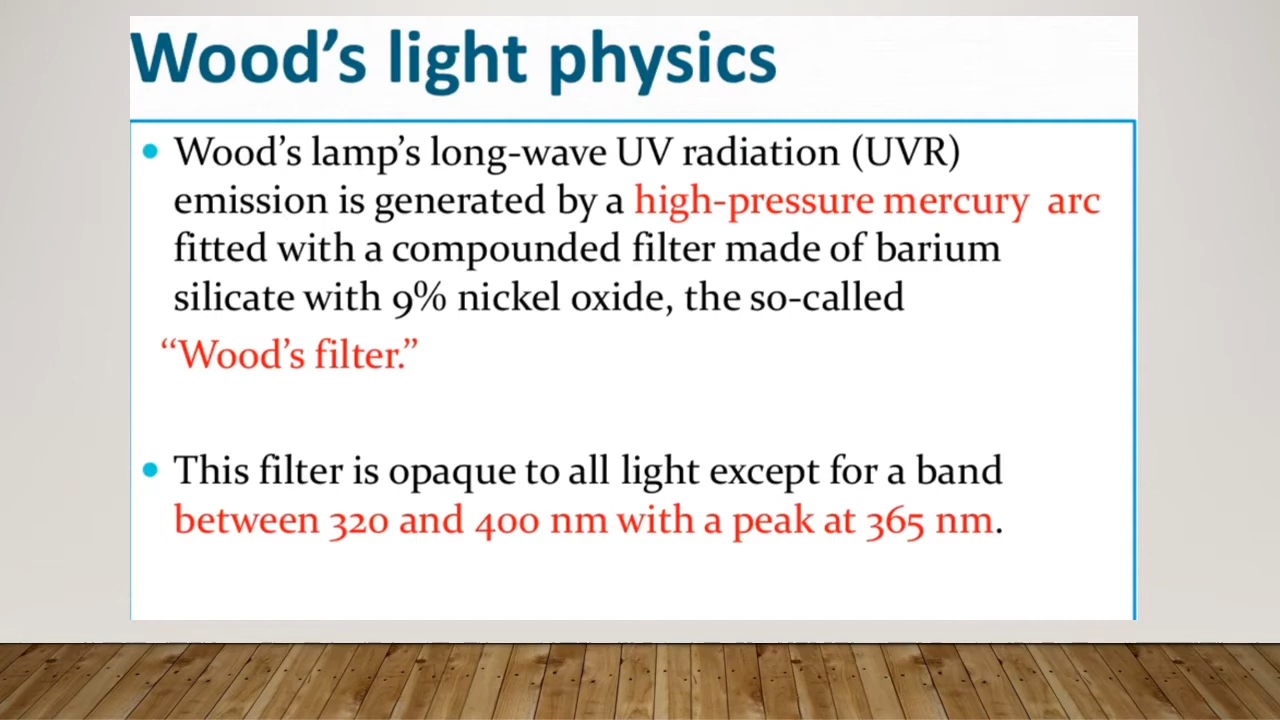 Wood’s light physics
• Wood’s lamp’s long-wave UV radiation (UVR)
emission is generated by a high-pressure mercury arc
fitted with a compounded filter made of barium
silicate with 9% nickel oxide, the so-called
“Wood’s filter.”
• This filter is opaque to all light except for a band
between 320 and 400 nm with a peak at 365 nm.